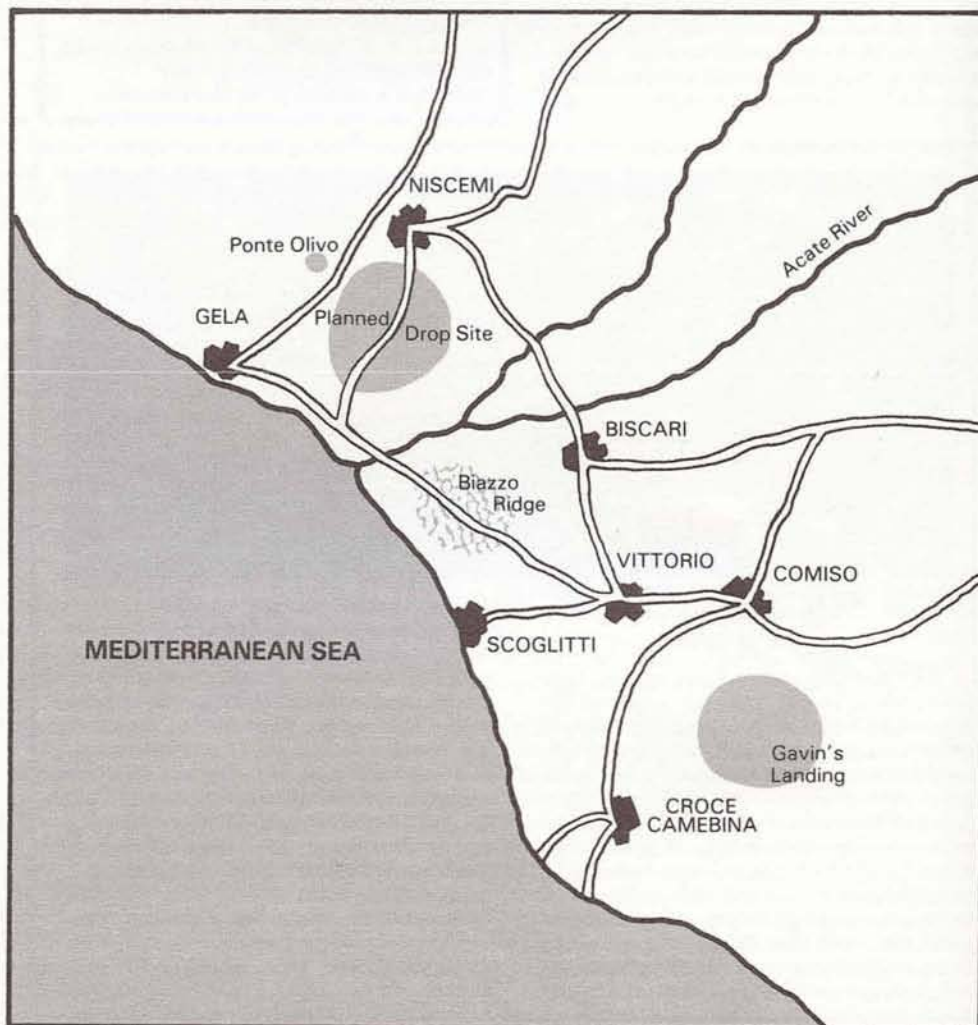 NISCEMI
Ponte Olivo
Acate River
GELA
Planned
Drop Site
BISCARI
Biazzo
Ridge
VITTORIO
COMISO
SCOGLITTI
MEDITERRANEAN SEA
Gavin's
Landing
CROCE
CAMEBINA